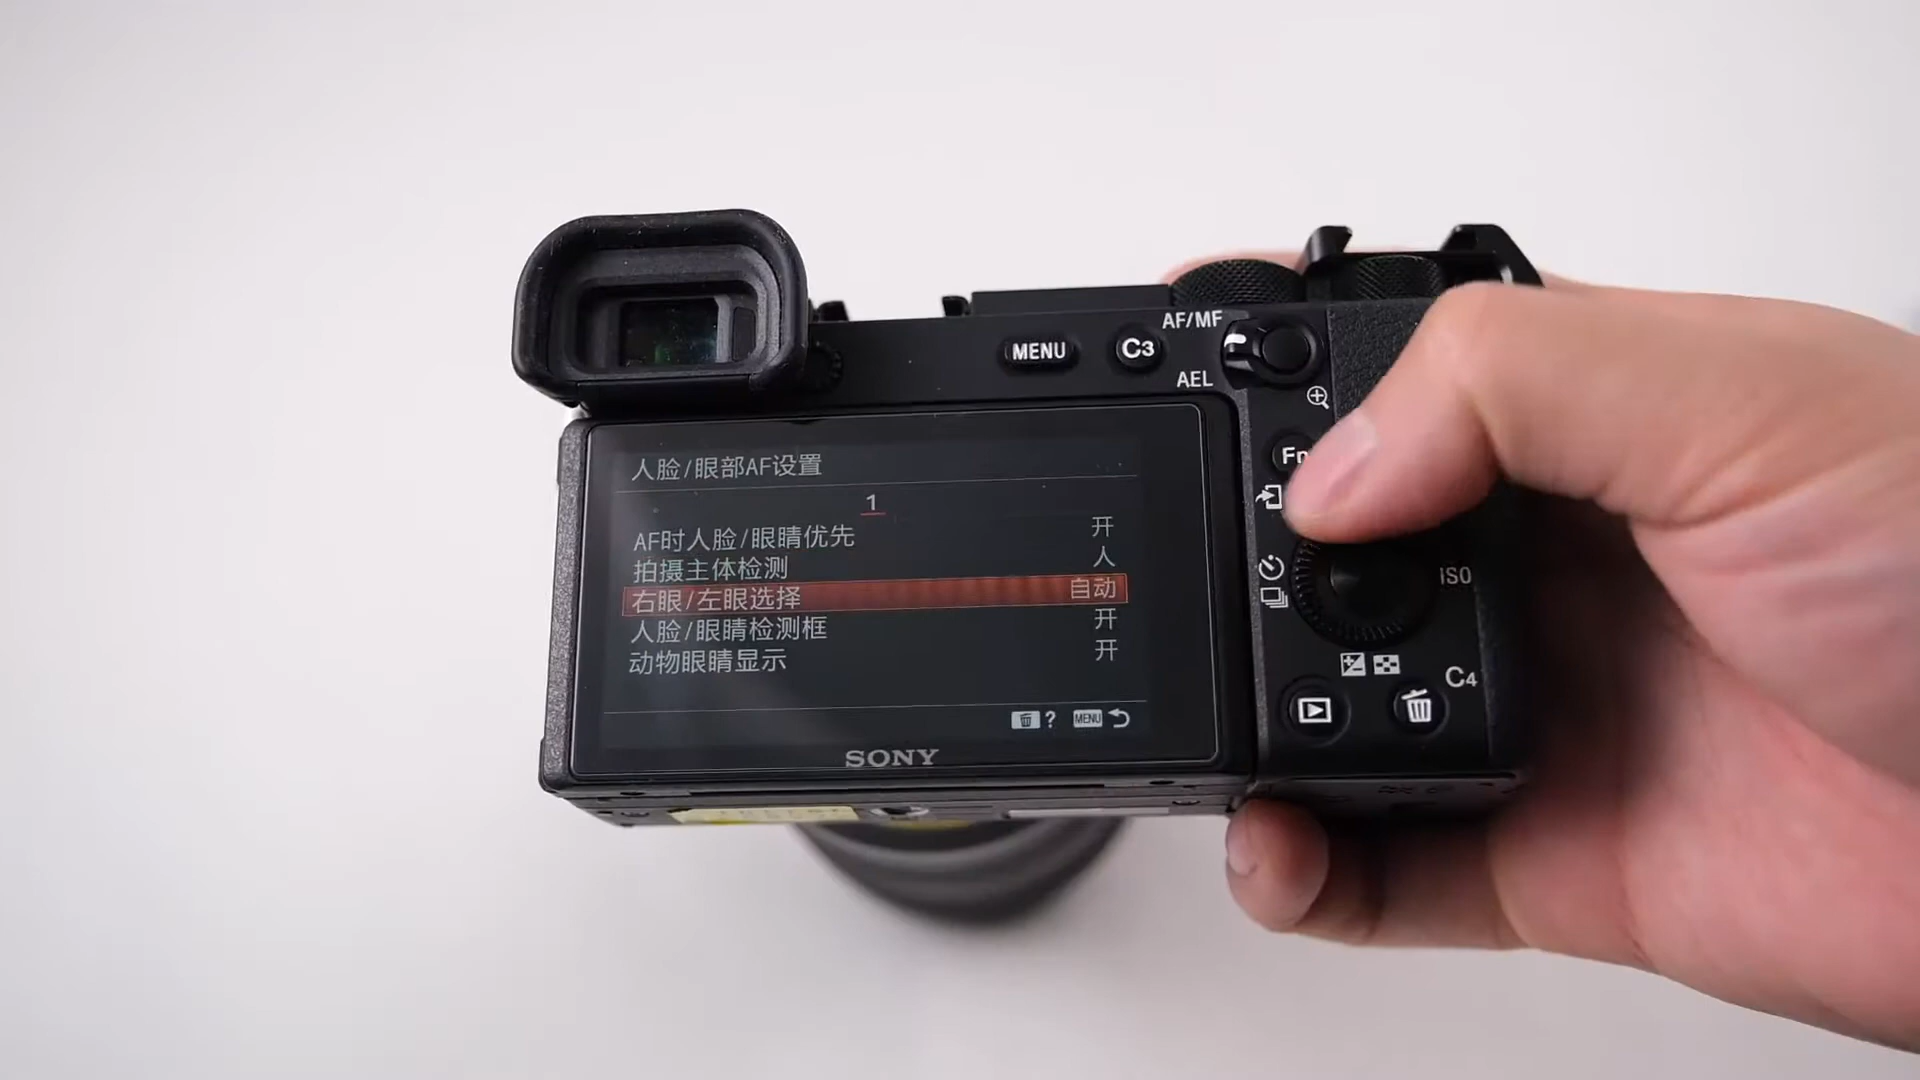 AF/MF
MENU
C3
AEL
人脸/眼部AF设置
1
AF时人脸/眼睛优先 开
拍摄主体检测 人
右眼/左眼选择 自动
人脸/眼睛检测框 开
动物眼睛显示 开
? MENU
SONY
Fn
ISO
C4